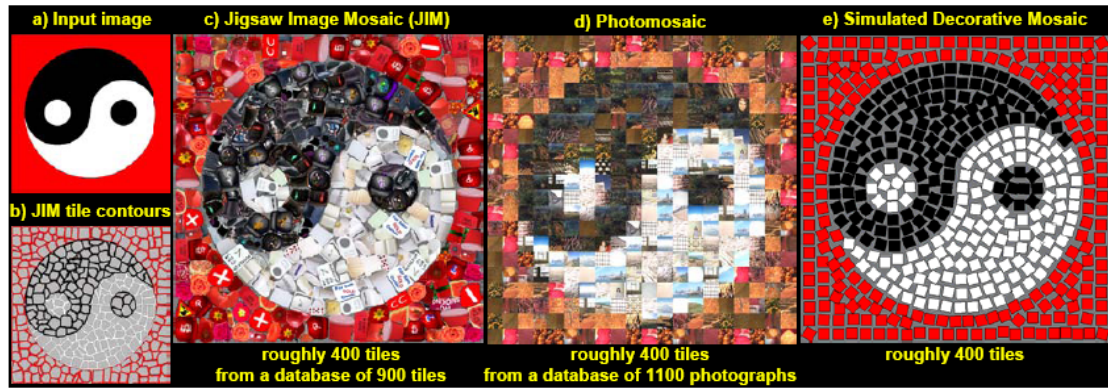 a) Input image
c) Jigsaw Image Mosaic (JIM)
d) Photomosaic
e) Simulated Decorative Mosaic
b) JIM tile contours
roughly 400 tiles
from a database of 900 tiles
roughly 400 tiles
from a database of 1100 photographs
roughly 400 tiles